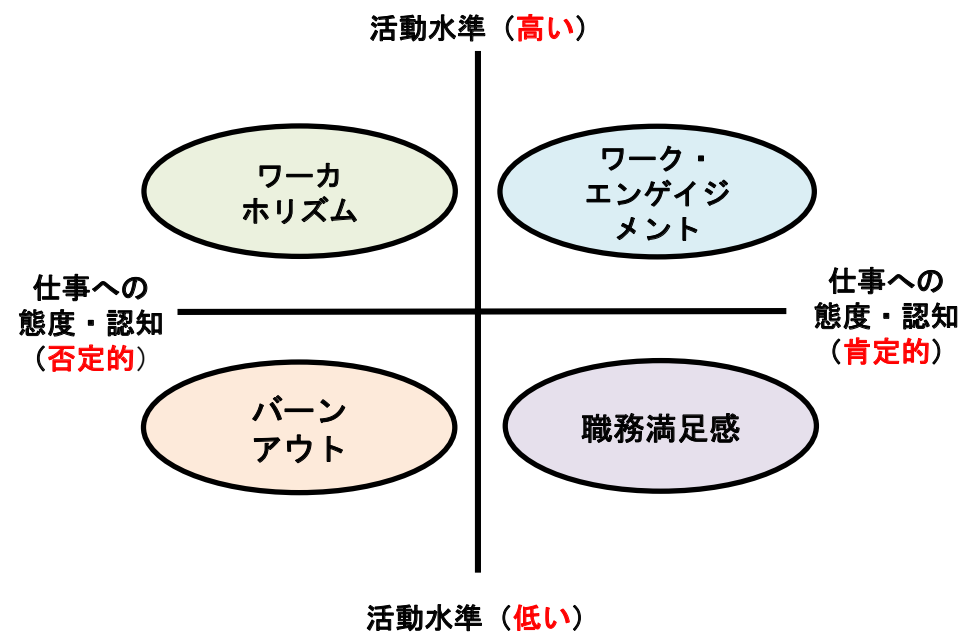 活動水準（高い）
ワーカ
ホリズム
ワーク・
エンゲイジ
メント
仕事への
態度・認知
（否定的）
仕事への
態度・認知
（肯定的）
バーン
アウト
職務満足感
活動水準（低い）